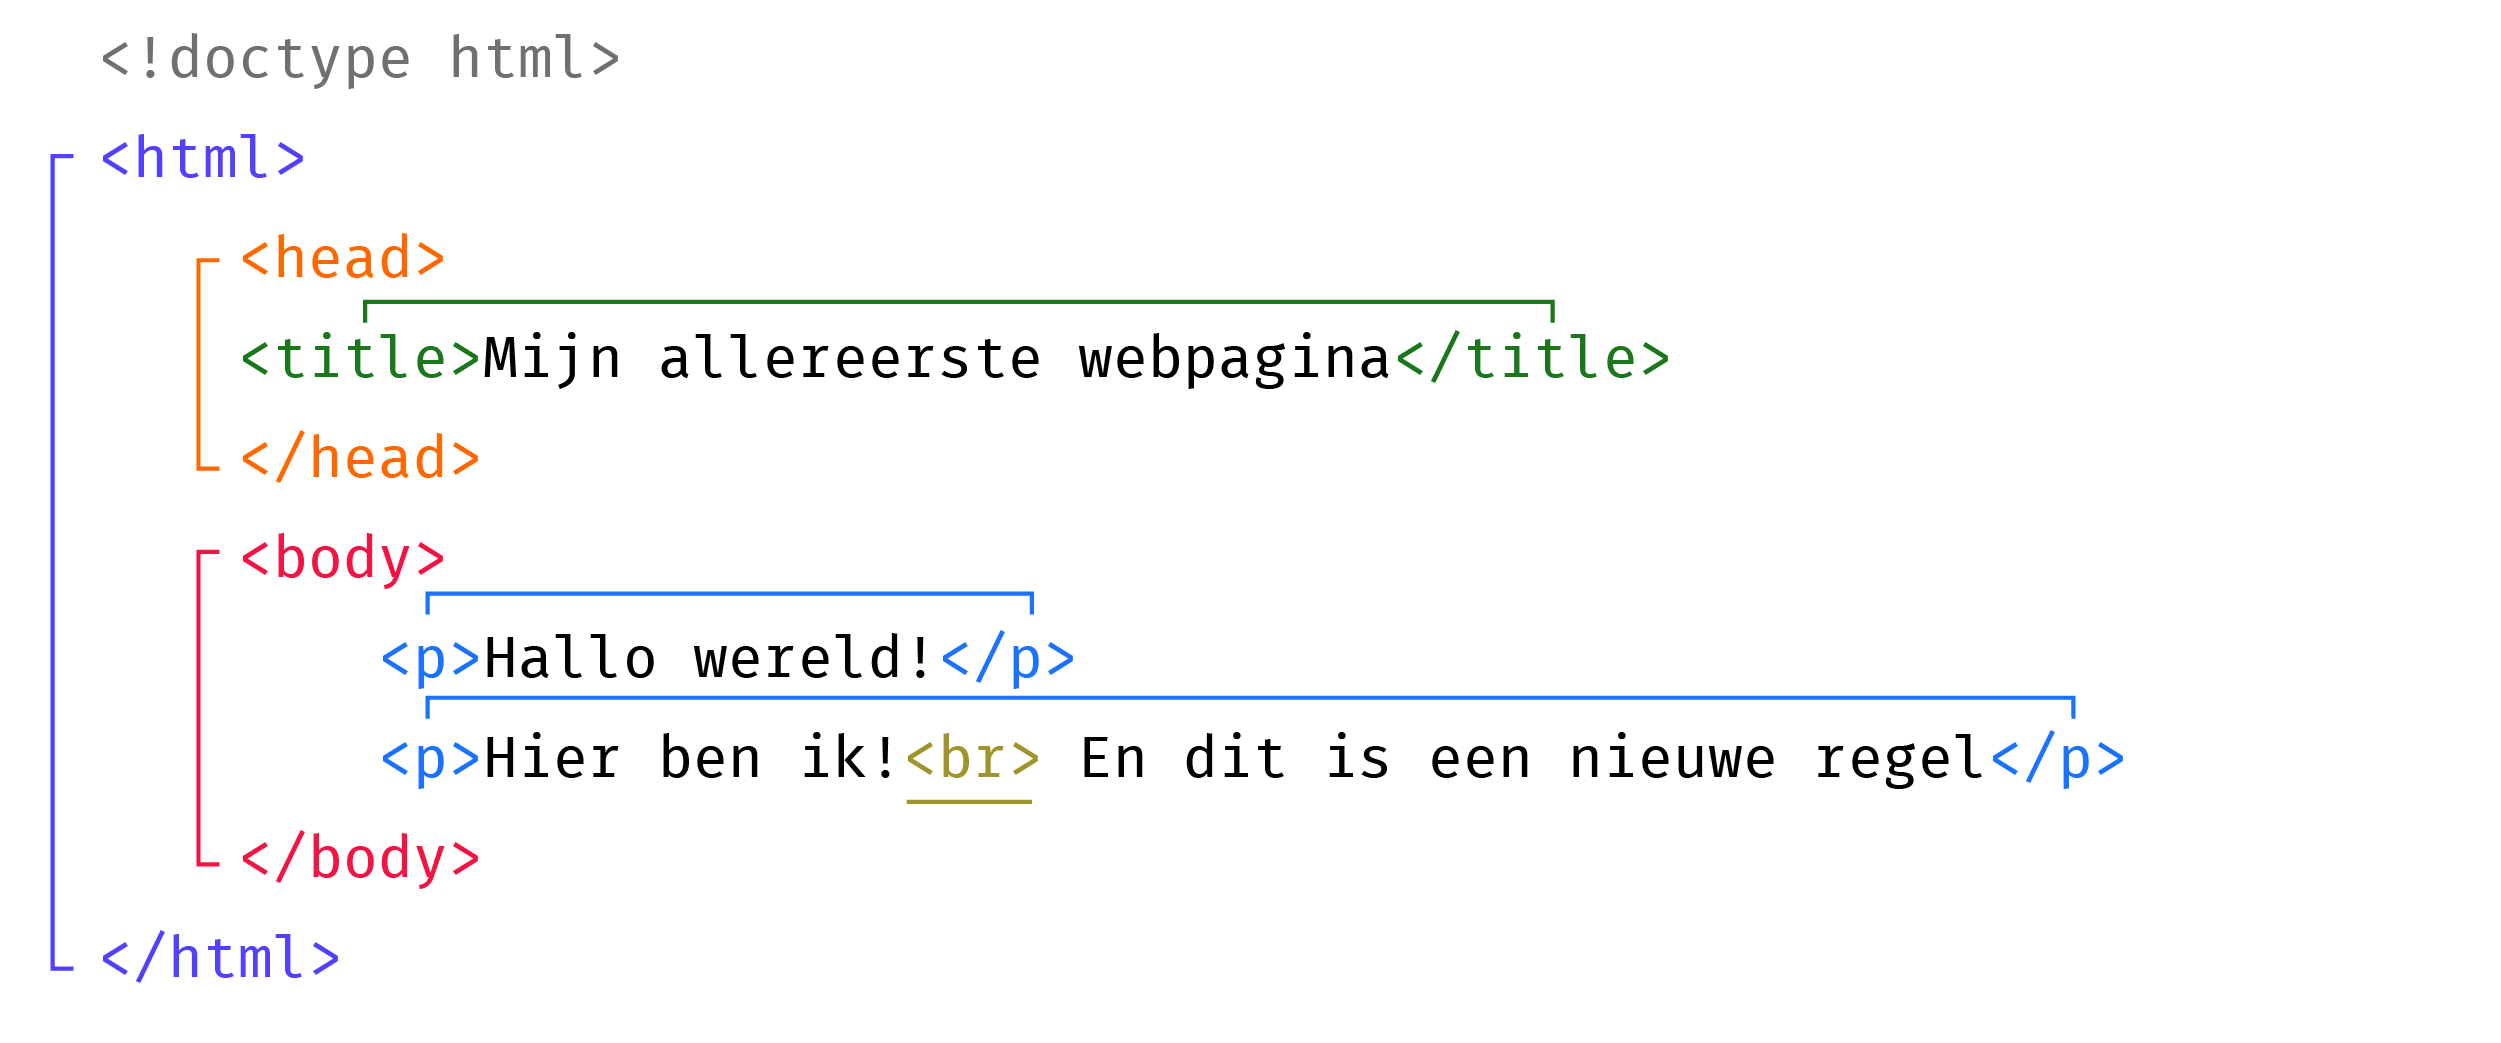 <!doctype html>
<html>
<head>
<title>Mijn allereerste webpagina</title>
</head>
<body>
<p>Hallo wereld!</p>
<p>Hier ben ik!<br> En dit is een nieuwe regel</p>
</body>
</html>